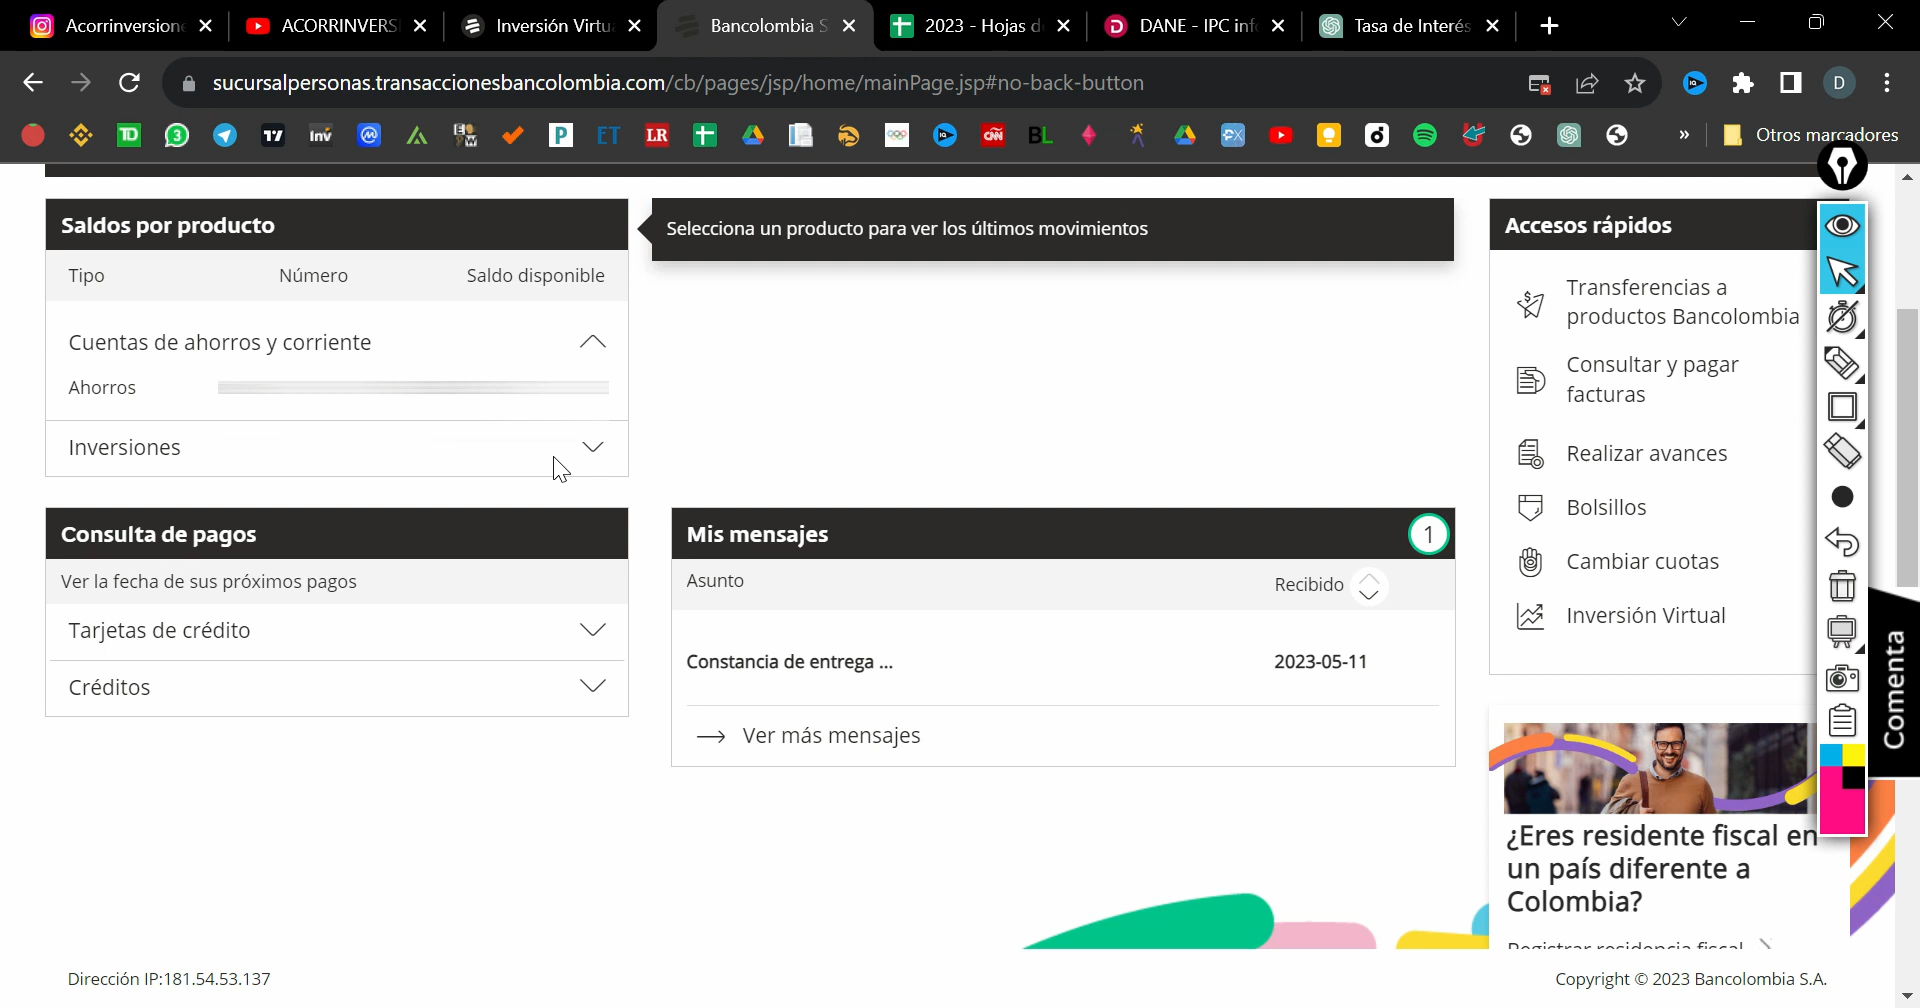 Acorrinversione
ACORRINVERS
Inversión Virtu
Bancolombia S
2023 - Hojas d
DANE - IPC inf
Tasa de Interés
sucursalpersonas.transaccionesbancolombia.com/cb/pages/jsp/home/mainPage.jsp#no-back-button
Otros marcadores
Saldos por producto
Selecciona un producto para ver los últimos movimientos
Accesos rápidos
Tipo
Número
Saldo disponible
Transferencias a
productos Bancolombia
Cuentas de ahorros y corriente
Ahorros
Consultar y pagar
facturas
Inversiones
Realizar avances
Bolsillos
Consulta de pagos
Mis mensajes
1
Ver la fecha de sus próximos pagos
Asunto
Recibido
Cambiar cuotas
Tarjetas de crédito
Inversión Virtual
Constancia de entrega ...
2023-05-11
Créditos
Ver más mensajes
Comenta
¿Eres residente fiscal en
un país diferente a
Colombia?
Registrar residencia fiscal
Dirección IP:181.54.53.137
Copyright © 2023 Bancolombia S.A.